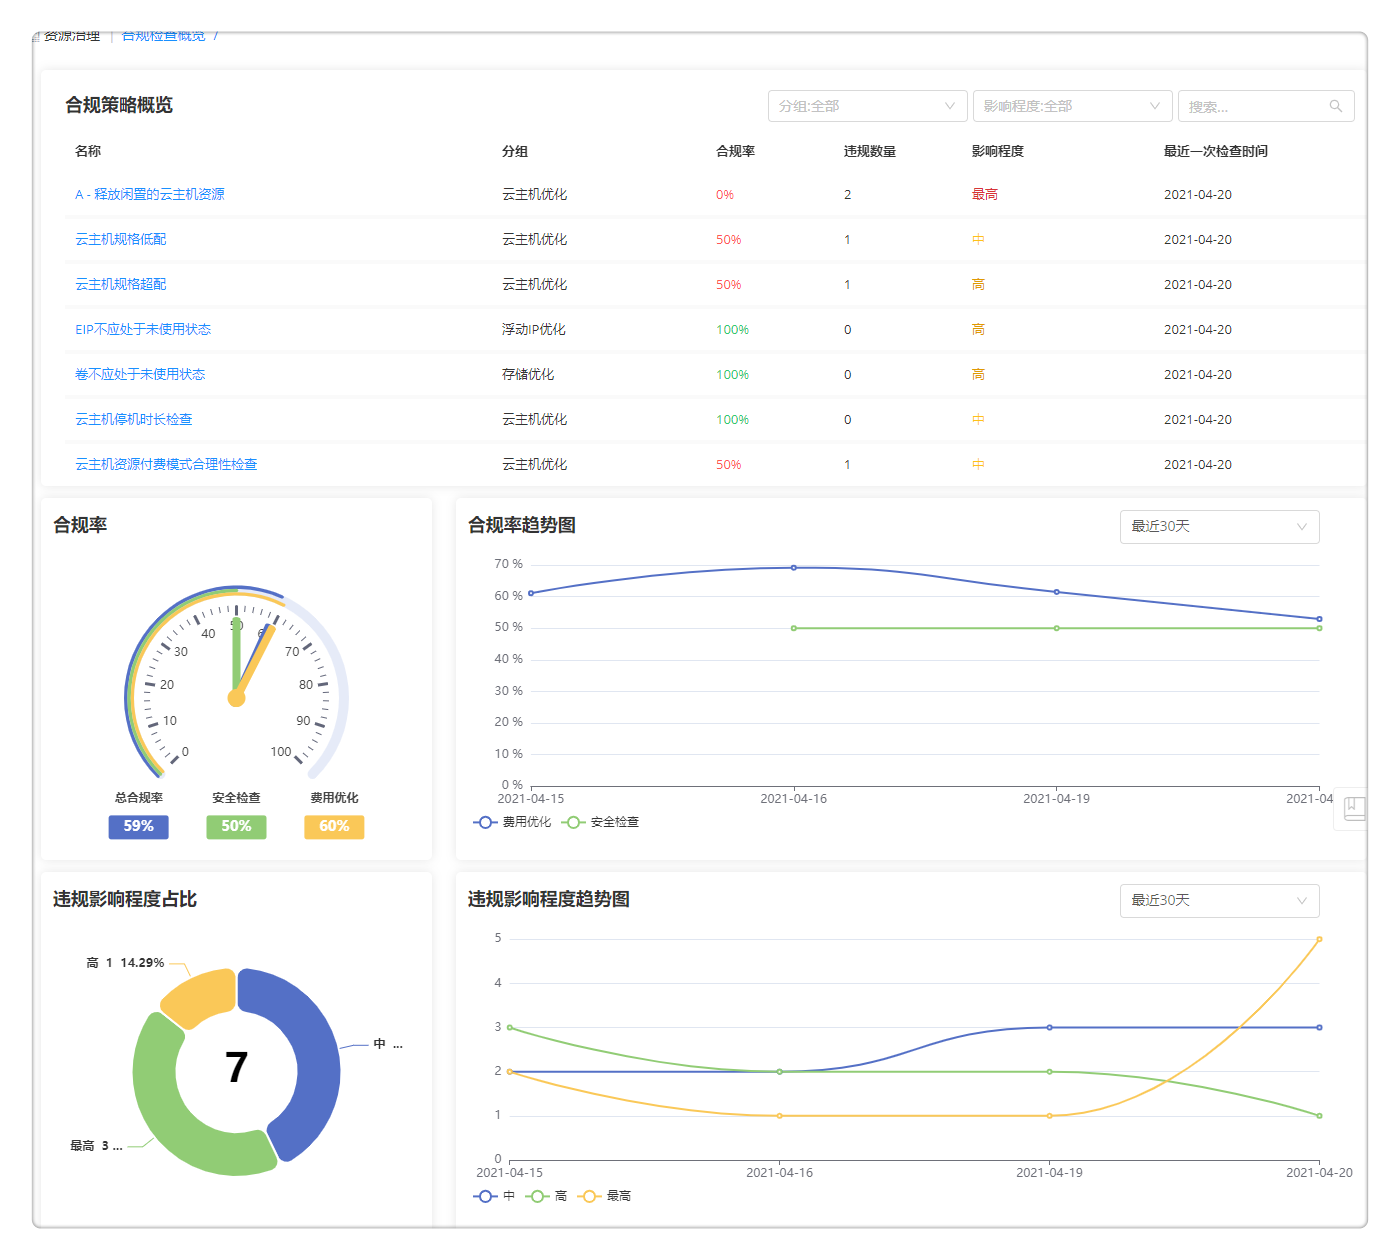 资源治理 | 合规检查概览 /
合规策略概览 分组:全部 影响程度:全部 搜索...
名称 分组 合规率 违规数量 影响程度 最近一次检查时间
A - 释放闲置的云主机资源 云主机优化 0% 2 最高 2021-04-20
云主机规格低配 云主机优化 50% 1 中 2021-04-20
云主机规格超配 云主机优化 50% 1 高 2021-04-20
EIP不应处于未使用状态 浮动IP优化 100% 0 高 2021-04-20
卷不应处于未使用状态 存储优化 100% 0 高 2021-04-20
云主机停机时长检查 云主机优化 100% 0 中 2021-04-20
云主机资源付费模式合理性检查 云主机优化 50% 1 中 2021-04-20
合规率
0 10 20 30 40 50 70 80 90 100
总合规率 安全检查 费用优化
59% 50% 60%
合规率趋势图 最近30天
70 %
60 %
50 %
40 %
30 %
20 %
10 %
0 %
2021-04-15 2021-04-16 2021-04-19 2021-04
费用优化 安全检查
违规影响程度占比
高 1 14.29%
中 ...
7
最高 3 ...
违规影响程度趋势图 最近30天
5
4
3
2
1
0
2021-04-15 2021-04-16 2021-04-19 2021-04-20
中 高 最高